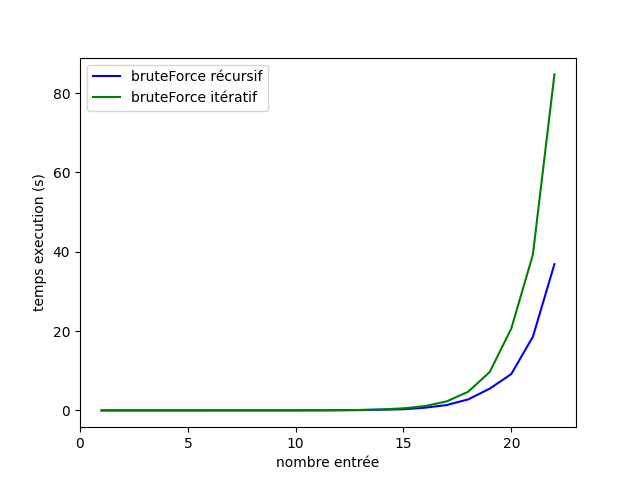 bruteForce récursif
bruteForce itératif
80
60
40
20
0
temps execution (s)
0 5 10 15 20
nombre entrée